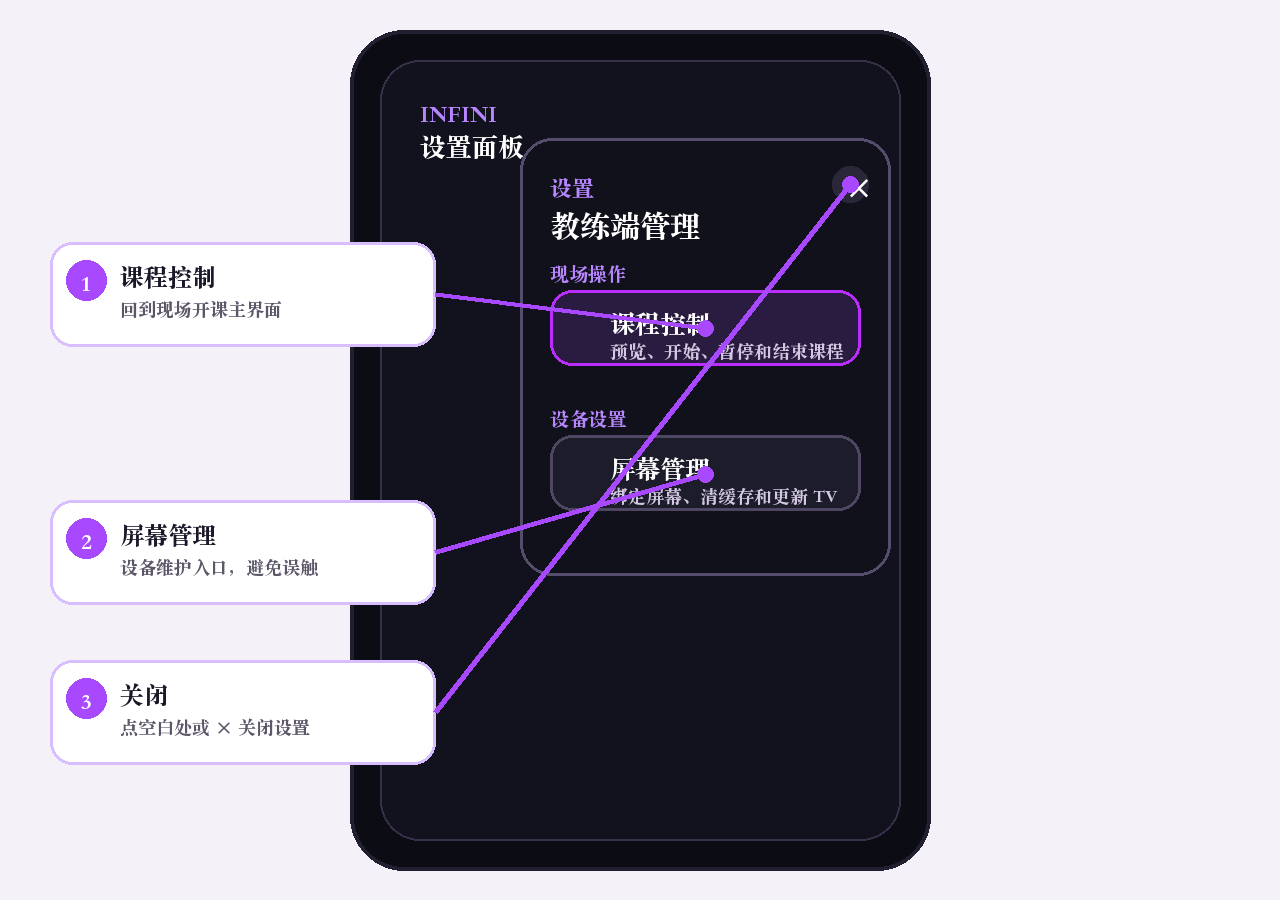 INFINI
设置面板
设置
教练端管理
现场操作
课程控制
预览、开始、暂停和结束课程
设备设置
屏幕管理
绑定屏幕、清缓存和更新 TV
1
课程控制
回到现场开课主界面
2
屏幕管理
设备维护入口，避免误触
3
关闭
点空白处或 × 关闭设置